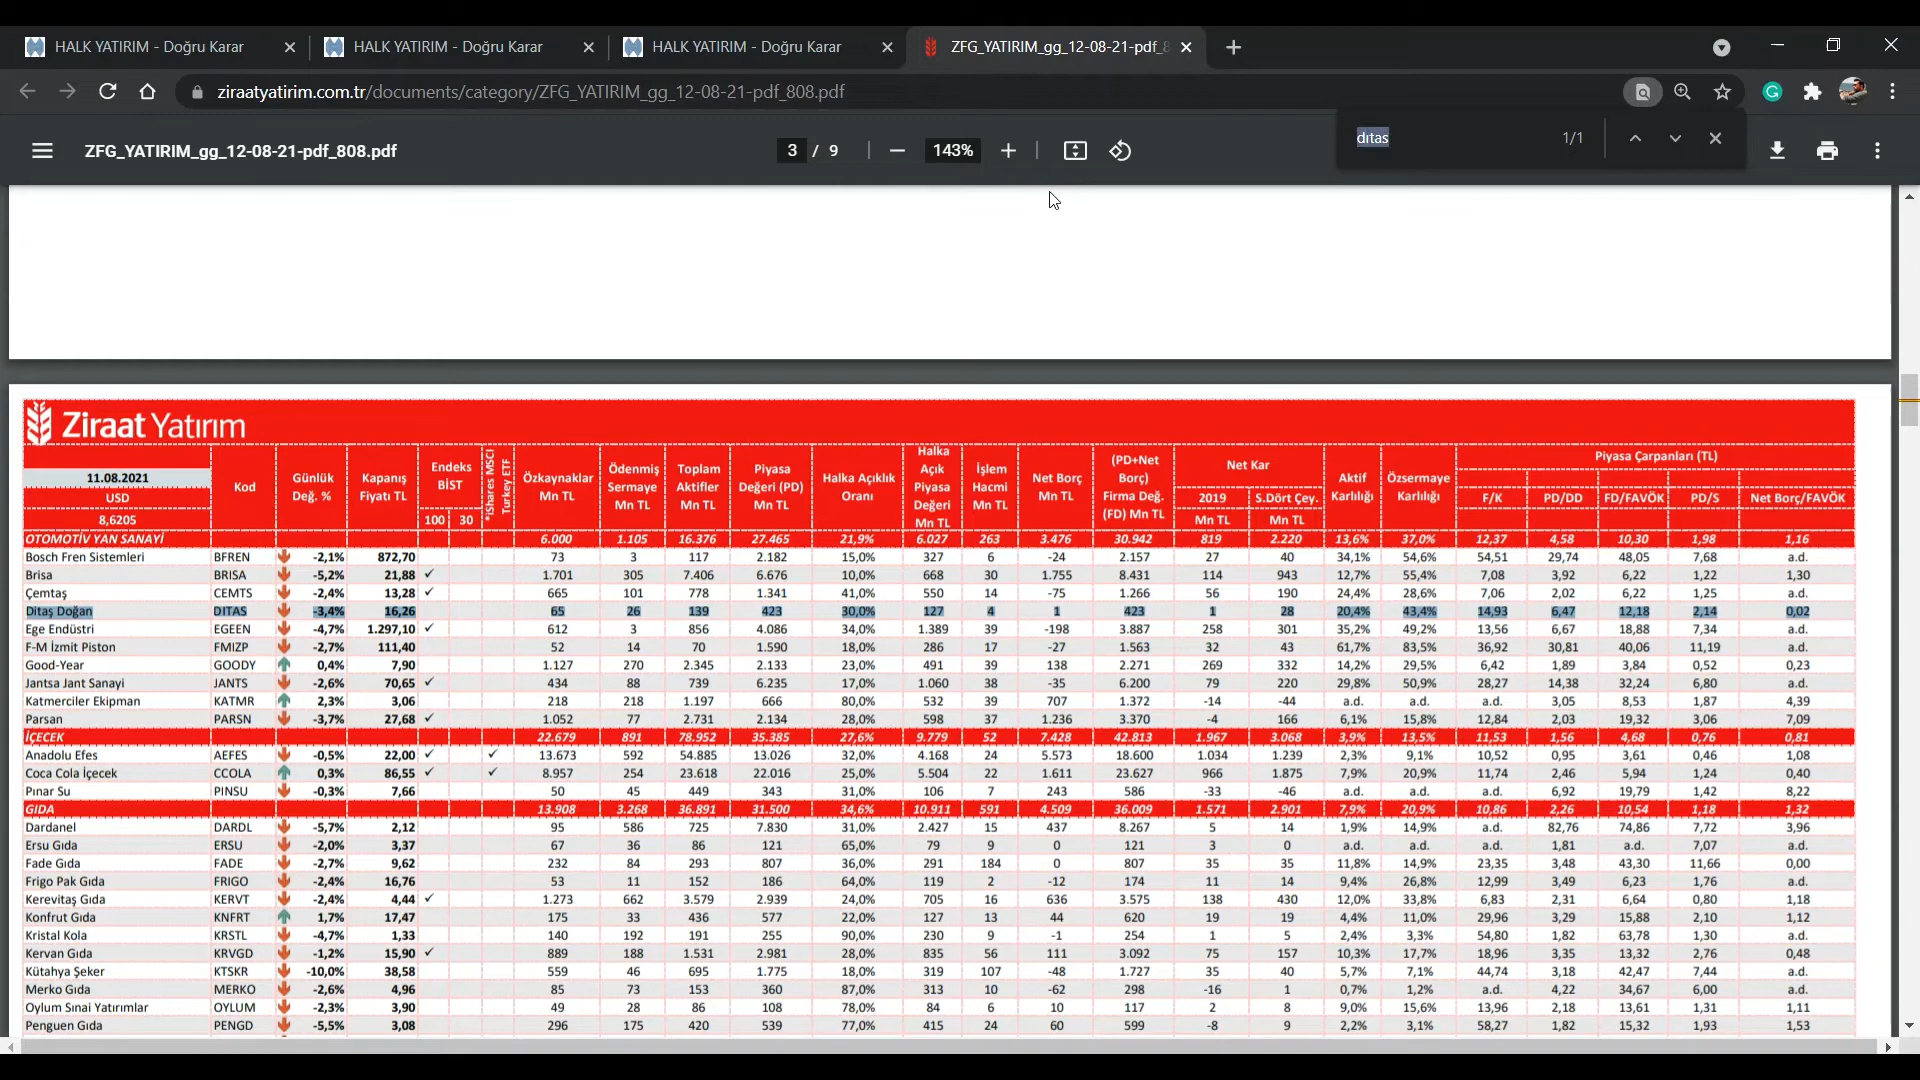 HALK YATIRIM - Doğru Karar
HALK YATIRIM - Doğru Karar
HALK YATIRIM - Doğru Karar
ZFG_YATIRIM_gg_12-08-21-pdf_8
ziraatyatirim.com.tr/documents/category/ZFG_YATIRIM_gg_12-08-21-pdf_808.pdf
ZFG_YATIRIM_gg_12-08-21-pdf_808.pdf
3 / 9
143%
dıtas 1/1
Ziraat Yatırım
11.08.2021
USD
8,6205
Kod
Günlük
Değ. %
Kapanış
Fiyatı TL
Endeks
BİST
100 30
*iShares MSCI
Turkey ETF
Özkaynaklar
Mn TL
Ödenmiş
Sermaye
Mn TL
Toplam
Aktifler
Mn TL
Piyasa
Değeri (PD)
Mn TL
Halka Açıklık
Oranı
Halka
Açık
Piyasa
Değeri
Mn TL
İşlem
Hacmi
Mn TL
Net Borç
Mn TL
(PD+Net
Borç)
Firma Değ.
(FD) Mn TL
Net Kar
2019 S.Dört Çey.
Mn TL Mn TL
Aktif
Karlılığı
Özsermaye
Karlılığı
Piyasa Çarpanları (TL)
F/K PD/DD FD/FAVÖK PD/S Net Borç/FAVÖK
OTOMOTİV YAN SANAYİ 6.000 1.105 16.376 27.465 21,9% 6.027 263 3.476 30.942 819 2.220 13,6% 37,0% 12,37 4,58 10,30 1,98 1,16
Bosch Fren Sistemleri BFREN -2,1% 872,70 73 3 117 2.182 15,0% 327 6 -24 2.157 27 40 34,1% 54,6% 54,51 29,74 48,05 7,68 a.d.
Brisa BRISA -5,2% 21,88 ✓ 1.701 305 7.406 6.676 10,0% 668 30 1.755 8.431 114 943 12,7% 55,4% 7,08 3,92 6,22 1,22 1,30
Çemtaş CEMTS -2,4% 13,28 ✓ 665 101 778 1.341 41,0% 550 14 -75 1.266 56 190 24,4% 28,6% 7,06 2,02 6,22 1,25 a.d.
Ditaş Doğan DITAS -3,4% 16,26 65 26 139 423 30,0% 127 4 1 423 1 28 20,4% 43,4% 14,93 6,47 12,18 2,14 0,02
Ege Endüstri EGEEN -4,7% 1.297,10 ✓ 612 3 856 4.086 34,0% 1.389 39 -198 3.887 258 301 35,2% 49,2% 13,56 6,67 18,88 7,34 a.d.
F-M İzmit Piston FMIZP -2,7% 111,40 52 14 70 1.590 18,0% 286 17 -27 1.563 32 43 61,7% 83,5% 36,92 30,81 40,06 11,19 a.d.
Good-Year GOODY 0,4% 7,90 1.127 270 2.345 2.133 23,0% 491 39 138 2.271 269 332 14,2% 29,5% 6,42 1,89 3,84 0,52 0,23
Jantsa Jant Sanayi JANTS -2,6% 70,65 ✓ 434 88 739 6.235 17,0% 1.060 38 -35 6.200 79 220 29,8% 50,9% 28,27 14,38 32,24 6,80 a.d.
Katmerciler Ekipman KATMR 2,3% 3,06 218 218 1.197 666 80,0% 532 39 707 1.372 -14 -44 a.d. a.d. a.d. 3,05 8,53 1,87 4,39
Parsan PARSN -3,7% 27,68 ✓ 1.052 77 2.731 2.134 28,0% 598 37 1.236 3.370 -4 166 6,1% 15,8% 12,84 2,03 19,32 3,06 7,09
İÇECEK 22.679 891 78.952 35.385 27,6% 9.779 52 7.428 42.813 1.967 3.068 3,9% 13,5% 11,53 1,56 4,68 0,76 0,81
Anadolu Efes AEFES -0,5% 22,00 ✓ ✓ 13.673 592 54.885 13.026 32,0% 4.168 24 5.573 18.600 1.034 1.239 2,3% 9,1% 10,52 0,95 3,61 0,46 1,08
Coca Cola İçecek CCOLA 0,3% 86,55 ✓ ✓ 8.957 254 23.618 22.016 25,0% 5.504 22 1.611 23.627 966 1.875 7,9% 20,9% 11,74 2,46 5,94 1,24 0,40
Pınar Su PINSU -0,3% 7,66 50 45 449 343 31,0% 106 7 243 586 -33 -46 a.d. a.d. a.d. 6,92 19,79 1,42 8,22
GIDA 13.908 3.268 36.891 31.500 34,6% 10.911 591 4.509 36.009 1.571 2.901 7,9% 20,9% 10,86 2,26 10,54 1,18 1,32
Dardanel DARDL -5,7% 2,12 95 586 725 7.830 31,0% 2.427 15 437 8.267 5 14 1,9% 14,9% a.d. 82,76 74,86 7,72 3,96
Ersu Gıda ERSU -2,0% 3,37 67 36 86 121 65,0% 79 9 0 121 3 0 a.d. a.d. a.d. 1,81 a.d. 7,07 a.d.
Fade Gıda FADE -2,7% 9,62 232 84 293 807 36,0% 291 184 0 807 35 35 11,8% 14,9% 23,35 3,48 43,30 11,66 0,00
Frigo Pak Gıda FRIGO -2,4% 16,76 53 11 152 186 64,0% 119 2 -12 174 11 14 9,4% 26,8% 12,99 3,49 6,23 1,76 a.d.
Kerevitaş Gıda KERVT -2,4% 4,44 ✓ 1.273 662 3.579 2.939 24,0% 705 16 636 3.575 138 430 12,0% 33,8% 6,83 2,31 6,64 0,80 1,18
Konfrut Gıda KNFRT 1,7% 17,47 175 33 436 577 22,0% 127 13 44 620 19 19 4,4% 11,0% 29,96 3,29 15,88 2,10 1,12
Kristal Kola KRSTL -4,7% 1,33 140 192 191 255 90,0% 230 9 -1 254 1 5 2,4% 3,3% 54,80 1,82 63,78 1,30 a.d.
Kervan Gıda KRVGD -1,2% 15,90 ✓ 889 188 1.531 2.981 28,0% 835 56 111 3.092 75 157 10,3% 17,7% 18,96 3,35 13,32 2,76 0,48
Kütahya Şeker KTSKR -10,0% 38,58 559 46 695 1.775 18,0% 319 107 -48 1.727 35 40 5,7% 7,1% 44,74 3,18 42,47 7,44 a.d.
Merko Gıda MERKO -2,6% 4,96 85 73 153 360 87,0% 313 10 -62 298 -16 1 0,7% 1,2% a.d. 4,22 34,67 6,00 a.d.
Oylum Sınai Yatırımlar OYLUM -2,3% 3,90 49 28 86 108 78,0% 84 6 10 117 2 8 9,0% 15,6% 13,96 2,18 13,61 1,31 1,11
Penguen Gıda PENGD -5,5% 3,08 296 175 420 539 77,0% 415 24 60 599 -8 9 2,2% 3,1% 58,27 1,82 15,32 1,93 1,53